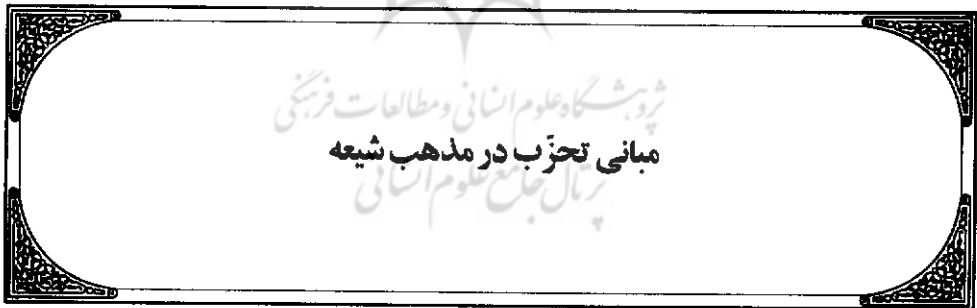 پژوهشگاه علوم انسانی و مطالعات فرهنگی
مبانی تحزّب در مذهب شیعه
پرتال جامع علوم انسانی